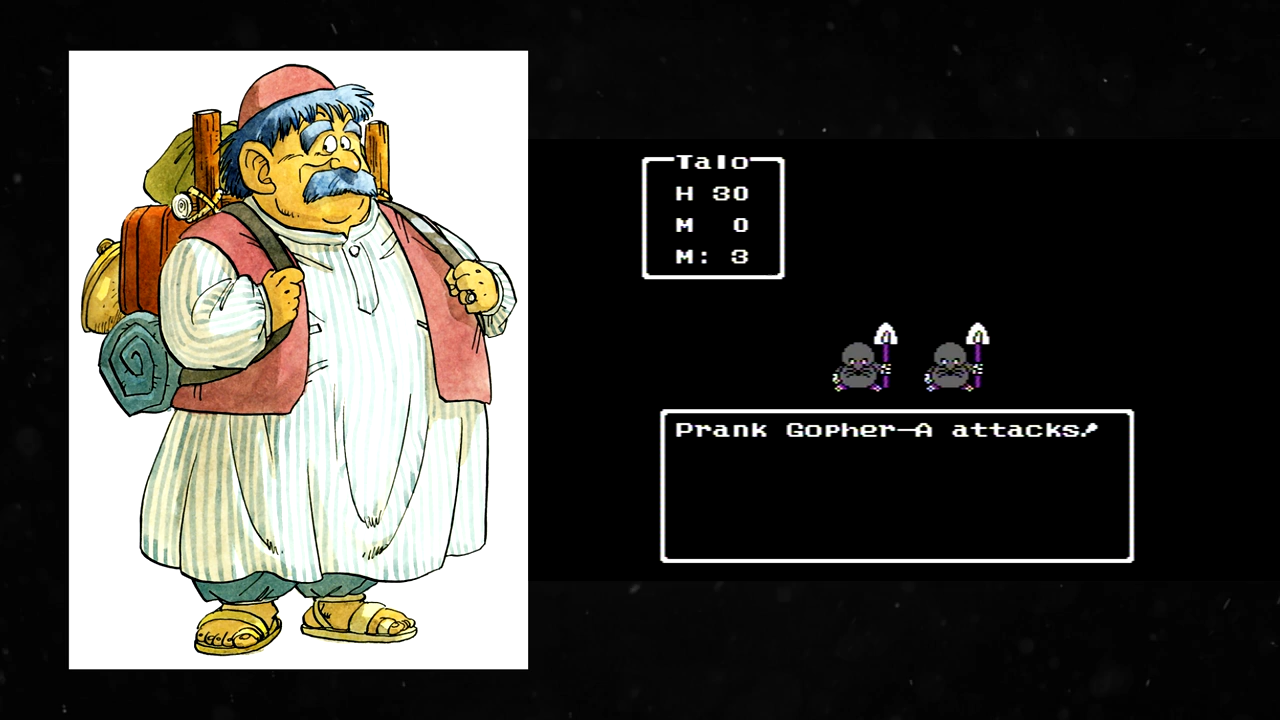 Talo
H 30
M 0
M: 3
Prank Gopher–A attacks!